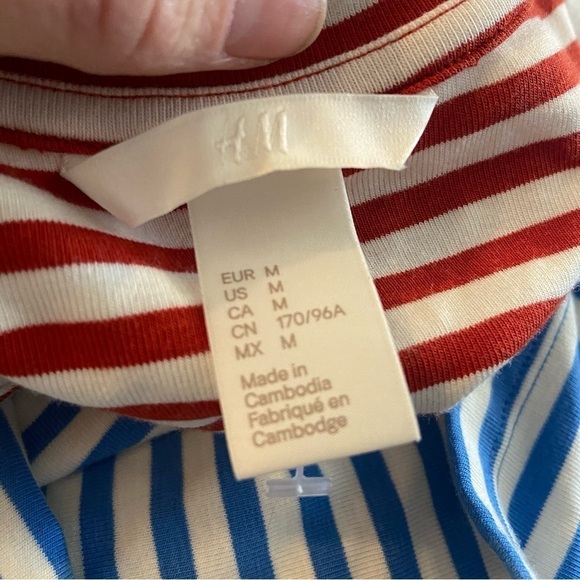 H&M
EUR M
US M
CA M
CN 170/96A
MX M
Made in
Cambodia
Fabriqué en
Cambodge